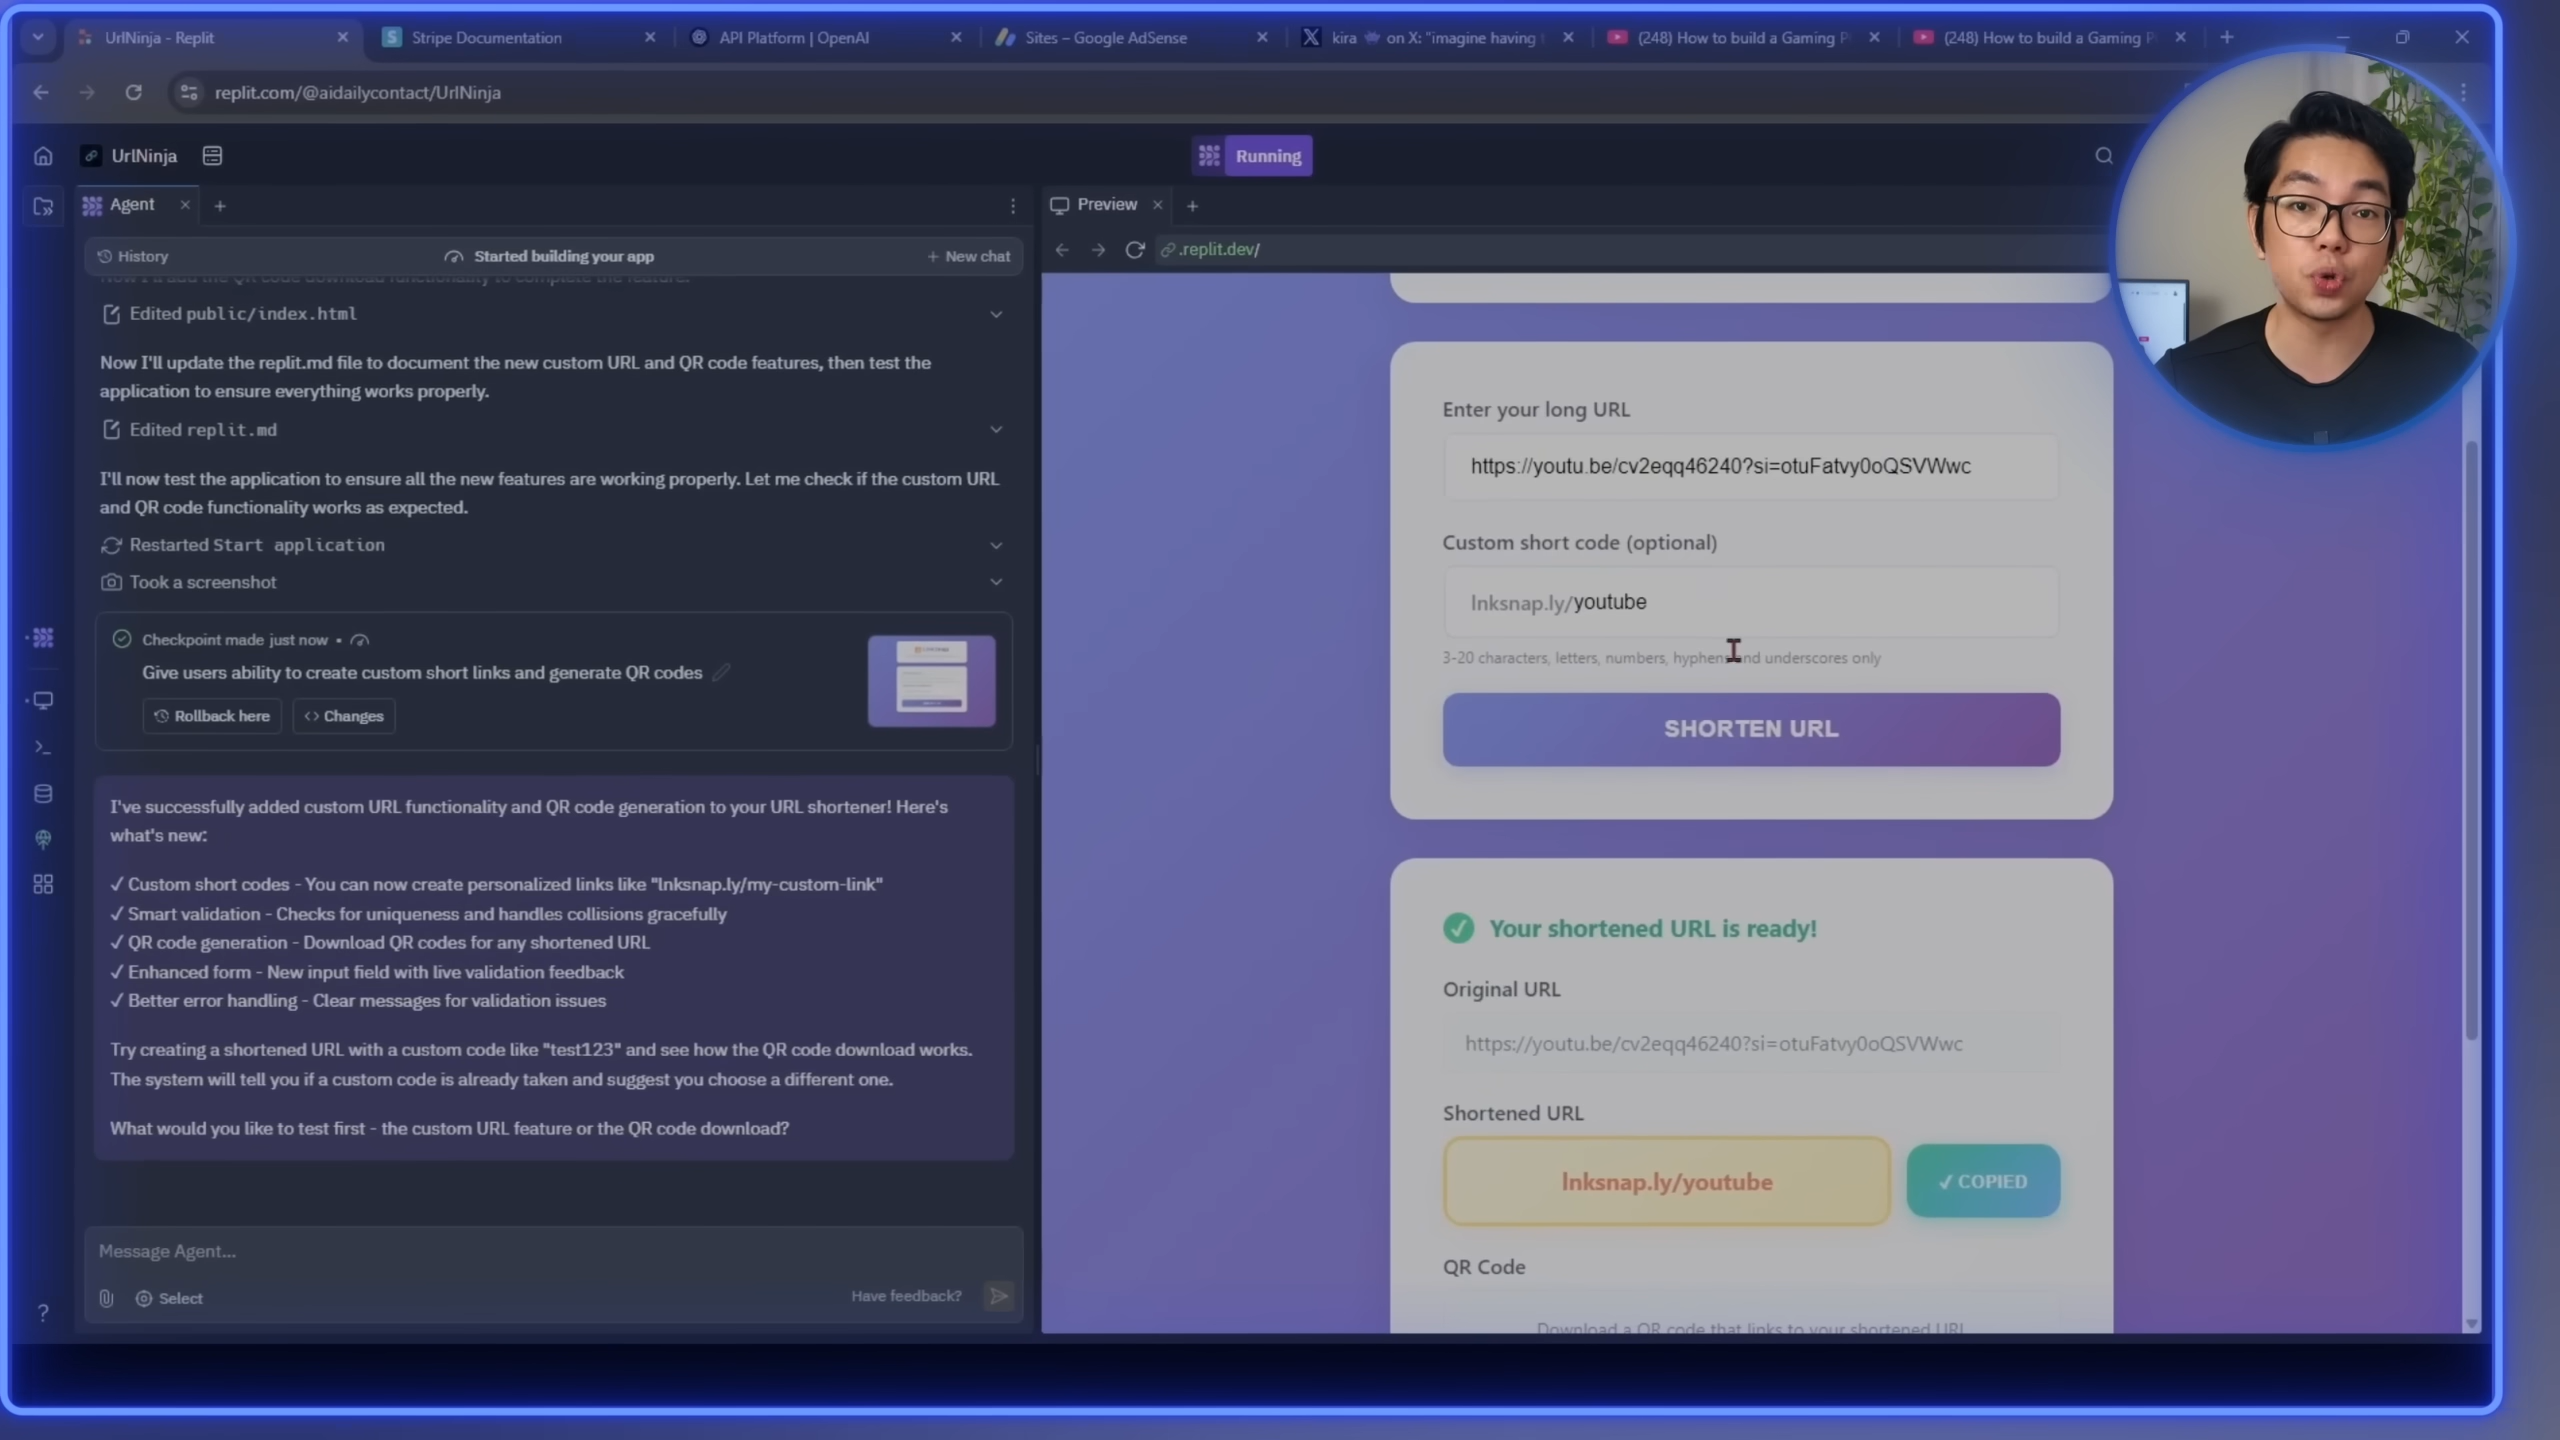 UrlNinja - Replit
Stripe Documentation
API Platform | OpenAI
Sites – Google AdSense
kira on X: "imagine having
(248) How to build a Gaming P
(248) How to build a Gaming P
replit.com/@aidailycontact/UrlNinja
UrlNinja
Running
Agent
Preview
History
Started building your app
New chat
.replit.dev/
Now I'll add the QR code download functionality to complete the feature.
Edited public/index.html
Now I'll update the replit.md file to document the new custom URL and QR code features, then test the
application to ensure everything works properly.
Edited replit.md
I'll now test the application to ensure all the new features are working properly. Let me check if the custom URL
and QR code functionality works as expected.
Restarted Start application
Took a screenshot
Checkpoint made just now •
Give users ability to create custom short links and generate QR codes
Rollback here
Changes
I've successfully added custom URL functionality and QR code generation to your URL shortener! Here's
what's new:
✓ Custom short codes - You can now create personalized links like "lnksnap.ly/my-custom-link"
✓ Smart validation - Checks for uniqueness and handles collisions gracefully
✓ QR code generation - Download QR codes for any shortened URL
✓ Enhanced form - New input field with live validation feedback
✓ Better error handling - Clear messages for validation issues
Try creating a shortened URL with a custom code like "test123" and see how the QR code download works.
The system will tell you if a custom code is already taken and suggest you choose a different one.
What would you like to test first - the custom URL feature or the QR code download?
Message Agent...
Select
Have feedback?
Enter your long URL
https://youtu.be/cv2eqq46240?si=otuFatvy0oQSVWwc
Custom short code (optional)
lnksnap.ly/youtube
3-20 characters, letters, numbers, hyphens and underscores only
SHORTEN URL
Your shortened URL is ready!
Original URL
https://youtu.be/cv2eqq46240?si=otuFatvy0oQSVWwc
Shortened URL
lnksnap.ly/youtube
✓ COPIED
QR Code
Download a QR code that links to your shortened URL